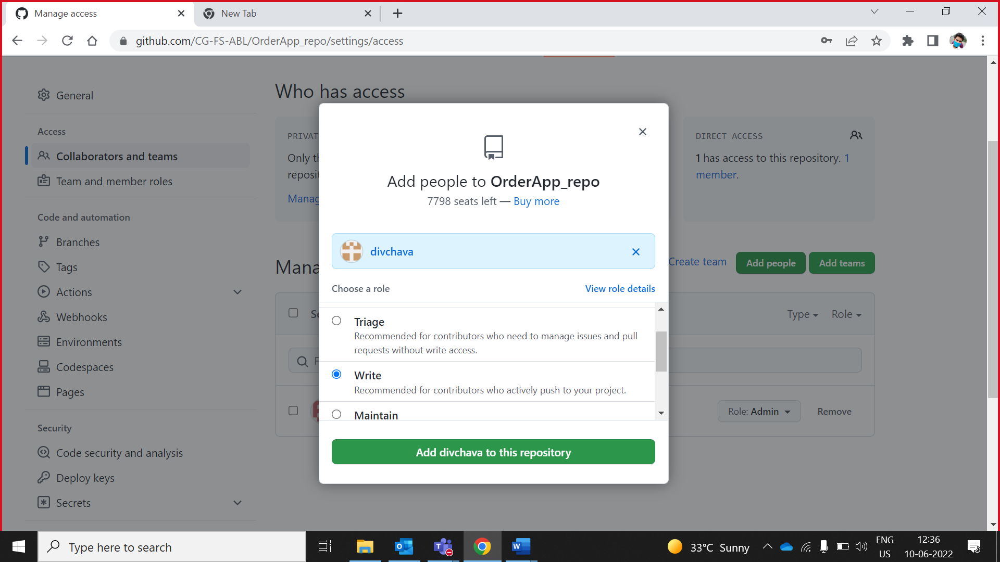 Manage access
New Tab
github.com/CG-FS-ABL/OrderApp_repo/settings/access
General
Access
Collaborators and teams
Team and member roles
Code and automation
Branches
Tags
Actions
Webhooks
Environments
Codespaces
Pages
Security
Code security and analysis
Deploy keys
Secrets
Who has access
PRIVAT
Only th
reposit
Manag
DIRECT ACCESS
1 has access to this repository. 1
member.
Mana
Create team
Add people
Add teams
Se
Type
Role
F
Role: Admin
Remove
Add people to OrderApp_repo
7798 seats left — Buy more
divchava
Choose a role
View role details
Triage
Recommended for contributors who need to manage issues and pull
requests without write access.
Write
Recommended for contributors who actively push to your project.
Maintain
Add divchava to this repository
Type here to search
33°C Sunny
ENG
US
12:36
10-06-2022